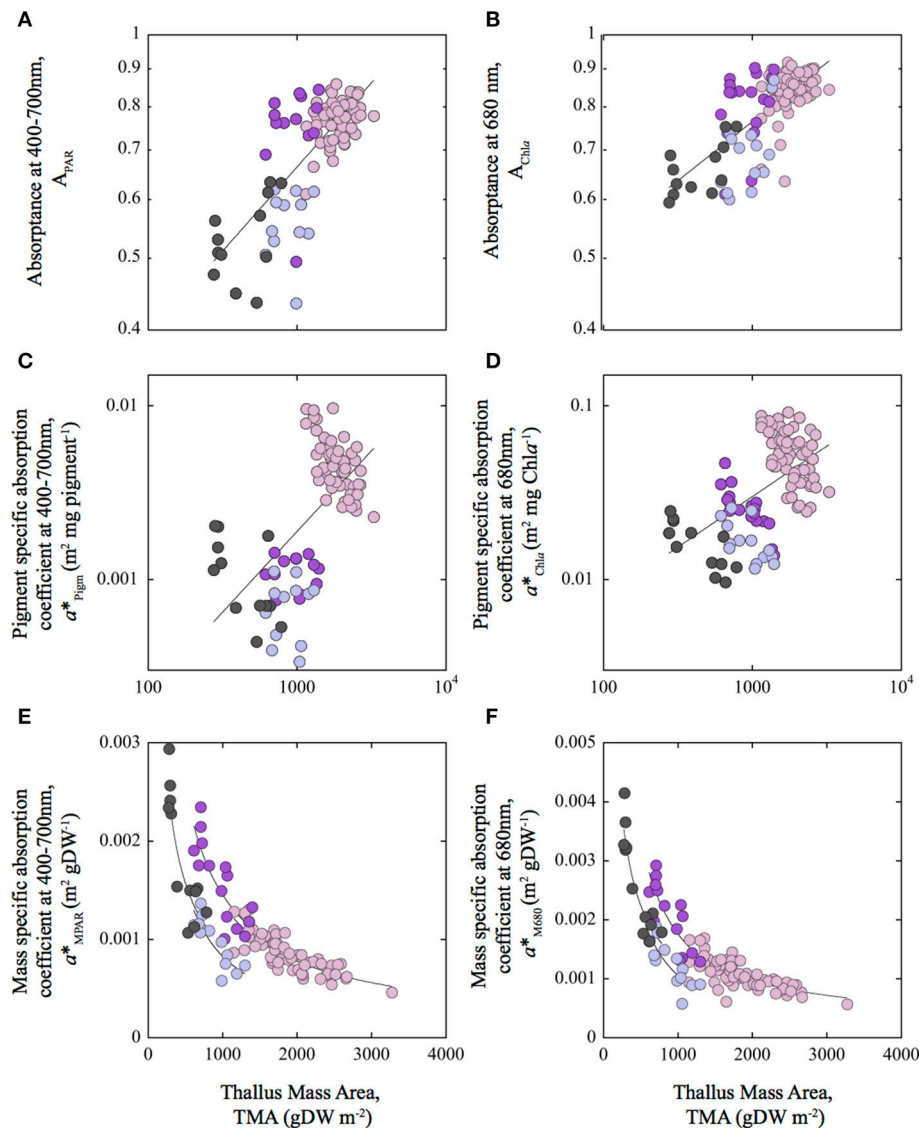 A
B
Absorptance at 400-700nm,
A PAR
1
0.9
0.8
0.7
0.6
0.5
0.4
Absorptance at 680 nm,
A Chla
1
0.9
0.8
0.7
0.6
0.5
0.4
C
D
Pigment specific absorption
coefficient at 400-700nm,
a* Pigm (m² mg pigment⁻¹)
0.01
0.001
100
1000
10⁴
Pigment specific absorption
coefficient at 680nm,
a* Chla (m² mg Chla⁻¹)
0.1
0.01
100
1000
10⁴
E
F
Mass specific absorption
coefficient at 400-700nm,
a* MPAR (m² gDW⁻¹)
0.003
0.002
0.001
0
0
1000
2000
3000
4000
Thallus Mass Area,
TMA (gDW m⁻²)
Mass specific absorption
coefficient at 680nm,
a* M680 (m² gDW⁻¹)
0.005
0.004
0.003
0.002
0.001
0
0
1000
2000
3000
4000
Thallus Mass Area,
TMA (gDW m⁻²)